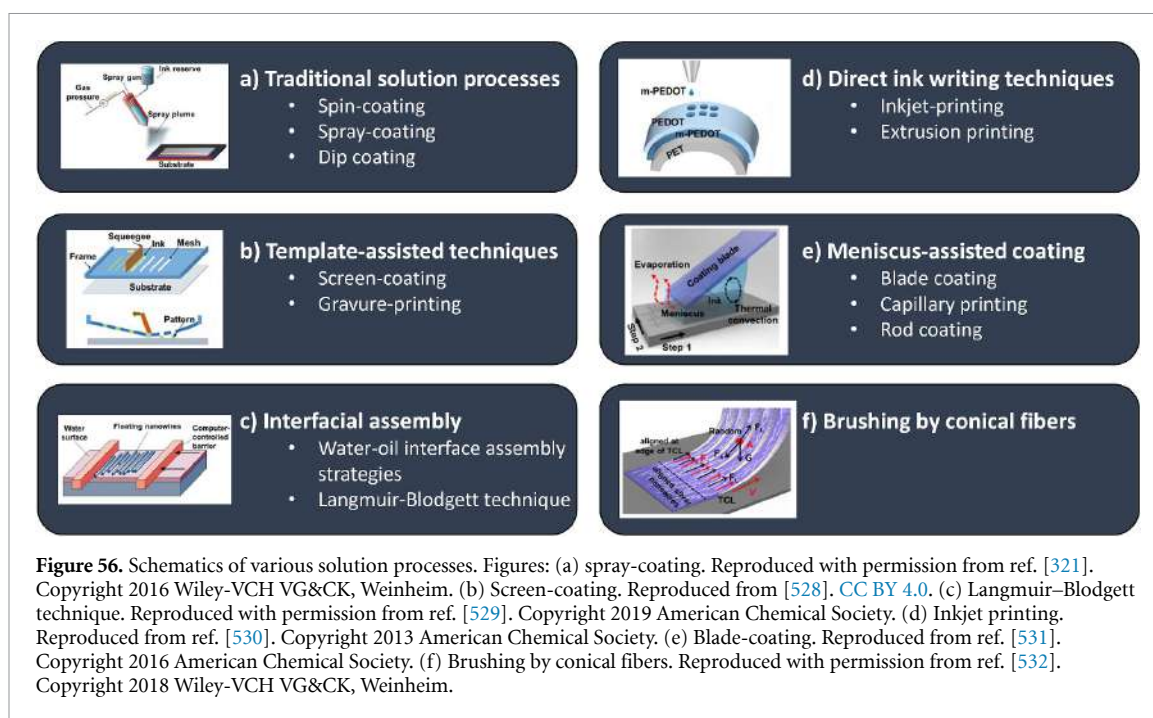 Ink reserve
Spray gun
Gas
pressure
Spray plume
Substrate
a) Traditional solution processes
• Spin-coating
• Spray-coating
• Dip coating
Squeegee
Ink
Mesh
Frame
Substrate
Pattern
b) Template-assisted techniques
• Screen-coating
• Gravure-printing
Water
surface
Floating nanowires
Computer-
controlled
barrier
c) Interfacial assembly
• Water-oil interface assembly
strategies
• Langmuir-Blodgett technique
m-PEDOT
PEDOT
m-PEDOT
PET
d) Direct ink writing techniques
• Inkjet-printing
• Extrusion printing
Evaporation
Coating blade
Ink
Meniscus
Thermal
convection
Step 2
Step 1
e) Meniscus-assisted coating
• Blade coating
• Capillary printing
• Rod coating
Random
aligned at
edge of TCL
G
TCL
V
aligned silver
nanowires
f) Brushing by conical fibers
Figure 56. Schematics of various solution processes. Figures: (a) spray-coating. Reproduced with permission from ref. [321].
Copyright 2016 Wiley-VCH VG&CK, Weinheim. (b) Screen-coating. Reproduced from [528]. CC BY 4.0. (c) Langmuir–Blodgett
technique. Reproduced with permission from ref. [529]. Copyright 2019 American Chemical Society. (d) Inkjet printing.
Reproduced from ref. [530]. Copyright 2013 American Chemical Society. (e) Blade-coating. Reproduced from ref. [531].
Copyright 2016 American Chemical Society. (f) Brushing by conical fibers. Reproduced with permission from ref. [532].
Copyright 2018 Wiley-VCH VG&CK, Weinheim.